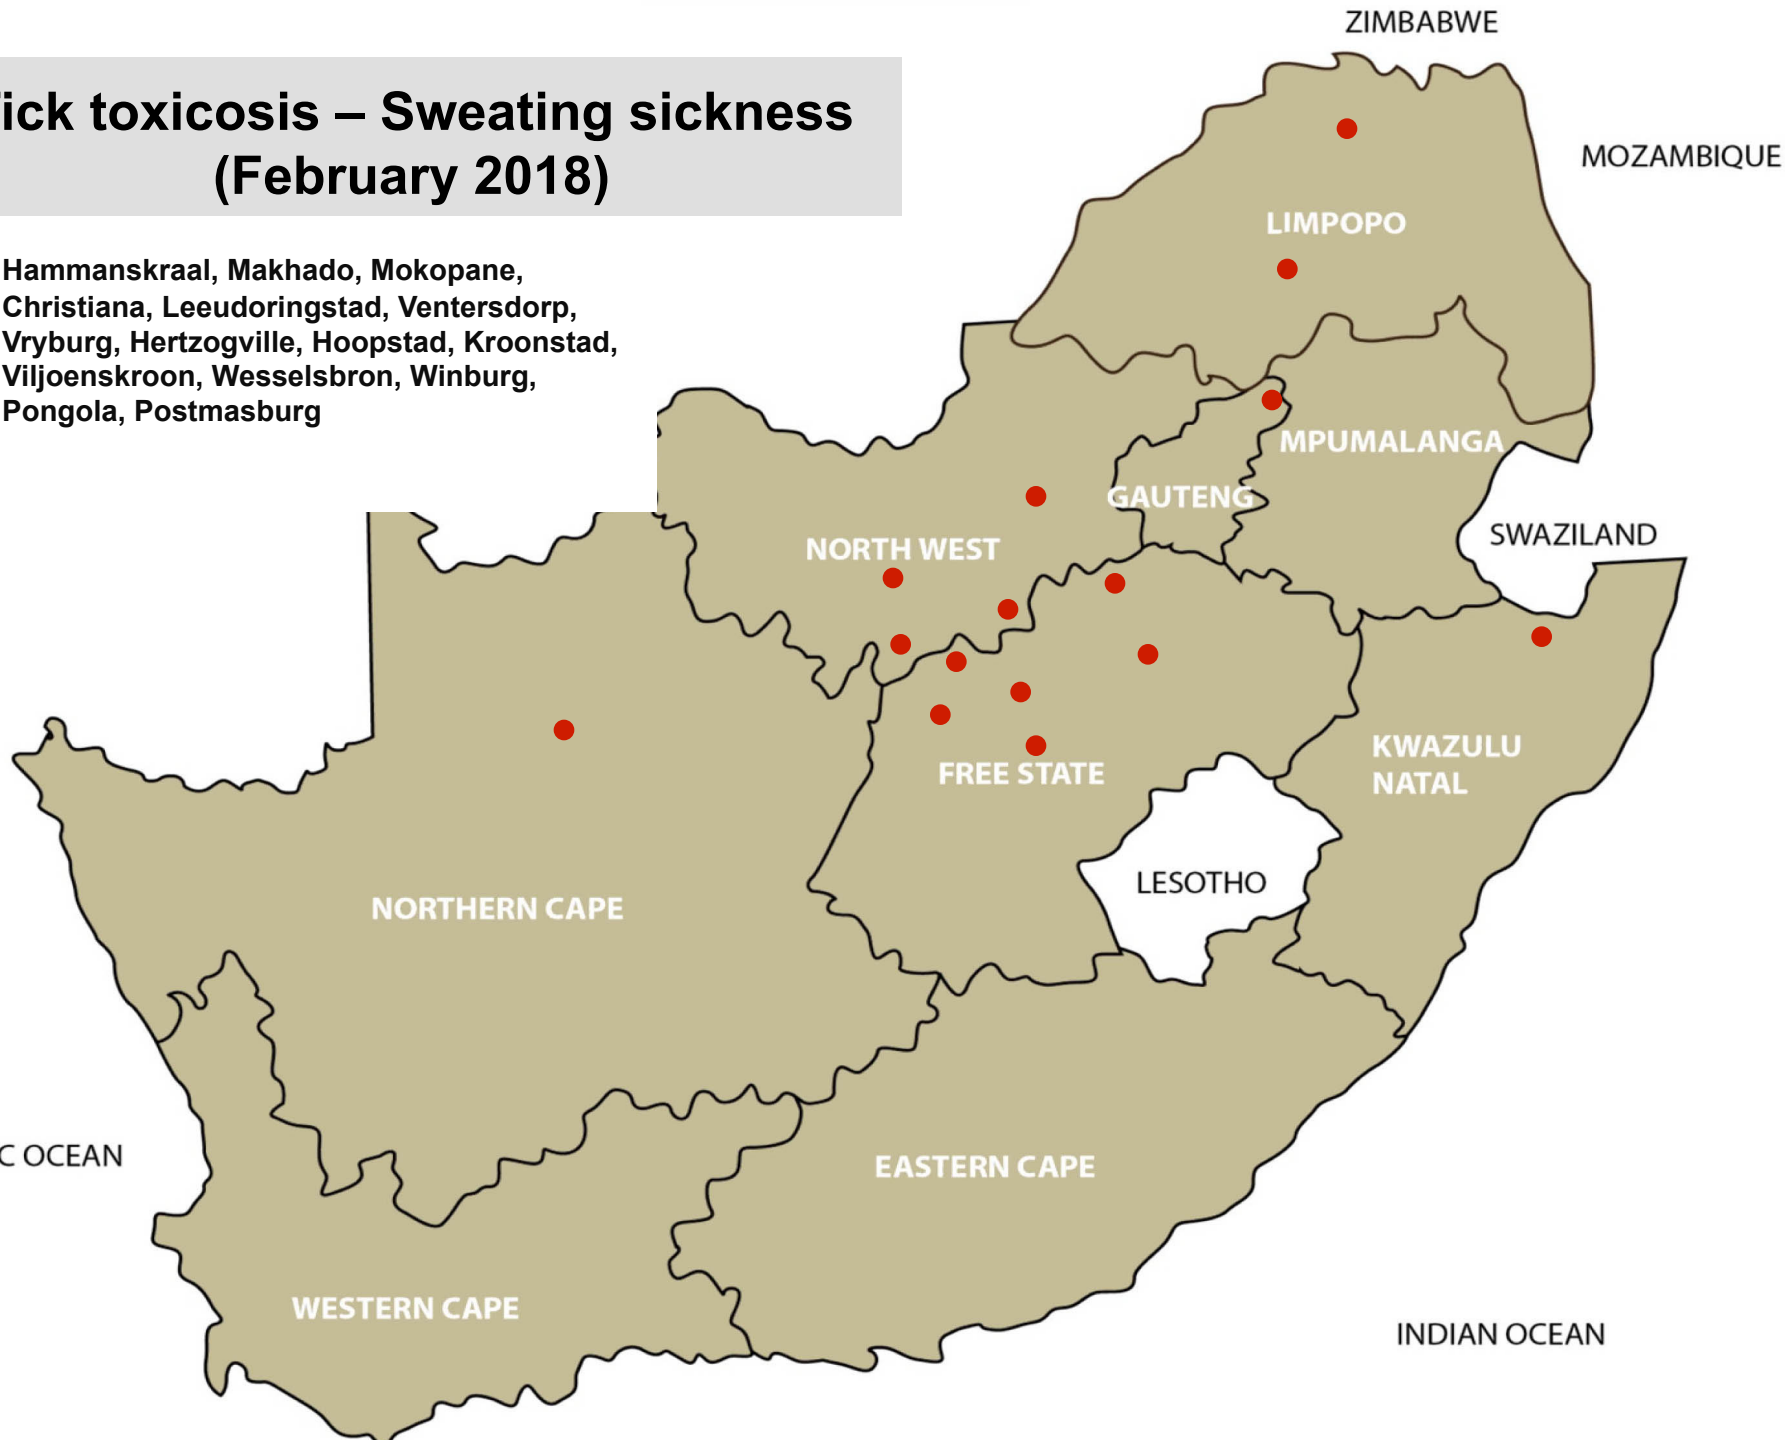 ick toxicosis – Sweating sickness
(February 2018)
Hammanskraal, Makhado, Mokopane,
Christiana, Leeudoringstad, Ventersdorp,
Vryburg, Hertzogville, Hoopstad, Kroonstad,
Viljoenskroon, Wesselsbron, Winburg,
Pongola, Postmasburg
ZIMBABWE
MOZAMBIQUE
LIMPOPO
MPUMALANGA
GAUTENG
SWAZILAND
NORTH WEST
KWAZULU
NATAL
FREE STATE
LESOTHO
NORTHERN CAPE
C OCEAN
EASTERN CAPE
WESTERN CAPE
INDIAN OCEAN